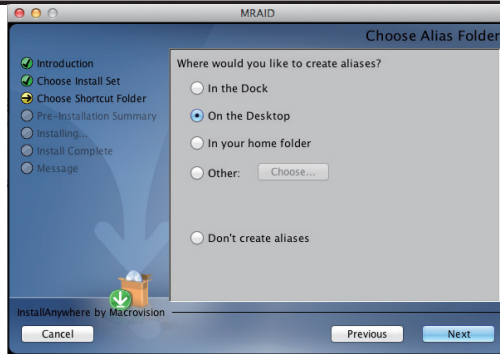 MRAID
Choose Alias Folder
Introduction
Choose Install Set
Choose Shortcut Folder
Pre-Installation Summary
Installing...
Install Complete
Message
Where would you like to create aliases?
In the Dock
On the Desktop
In your home folder
Other: Choose...
Don't create aliases
InstallAnywhere by Macrovision
Cancel Previous Next